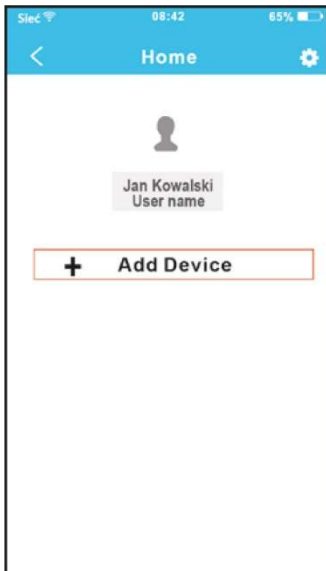 Sieć 08:42 65%
Home
Jan Kowalski
User name
+ Add Device